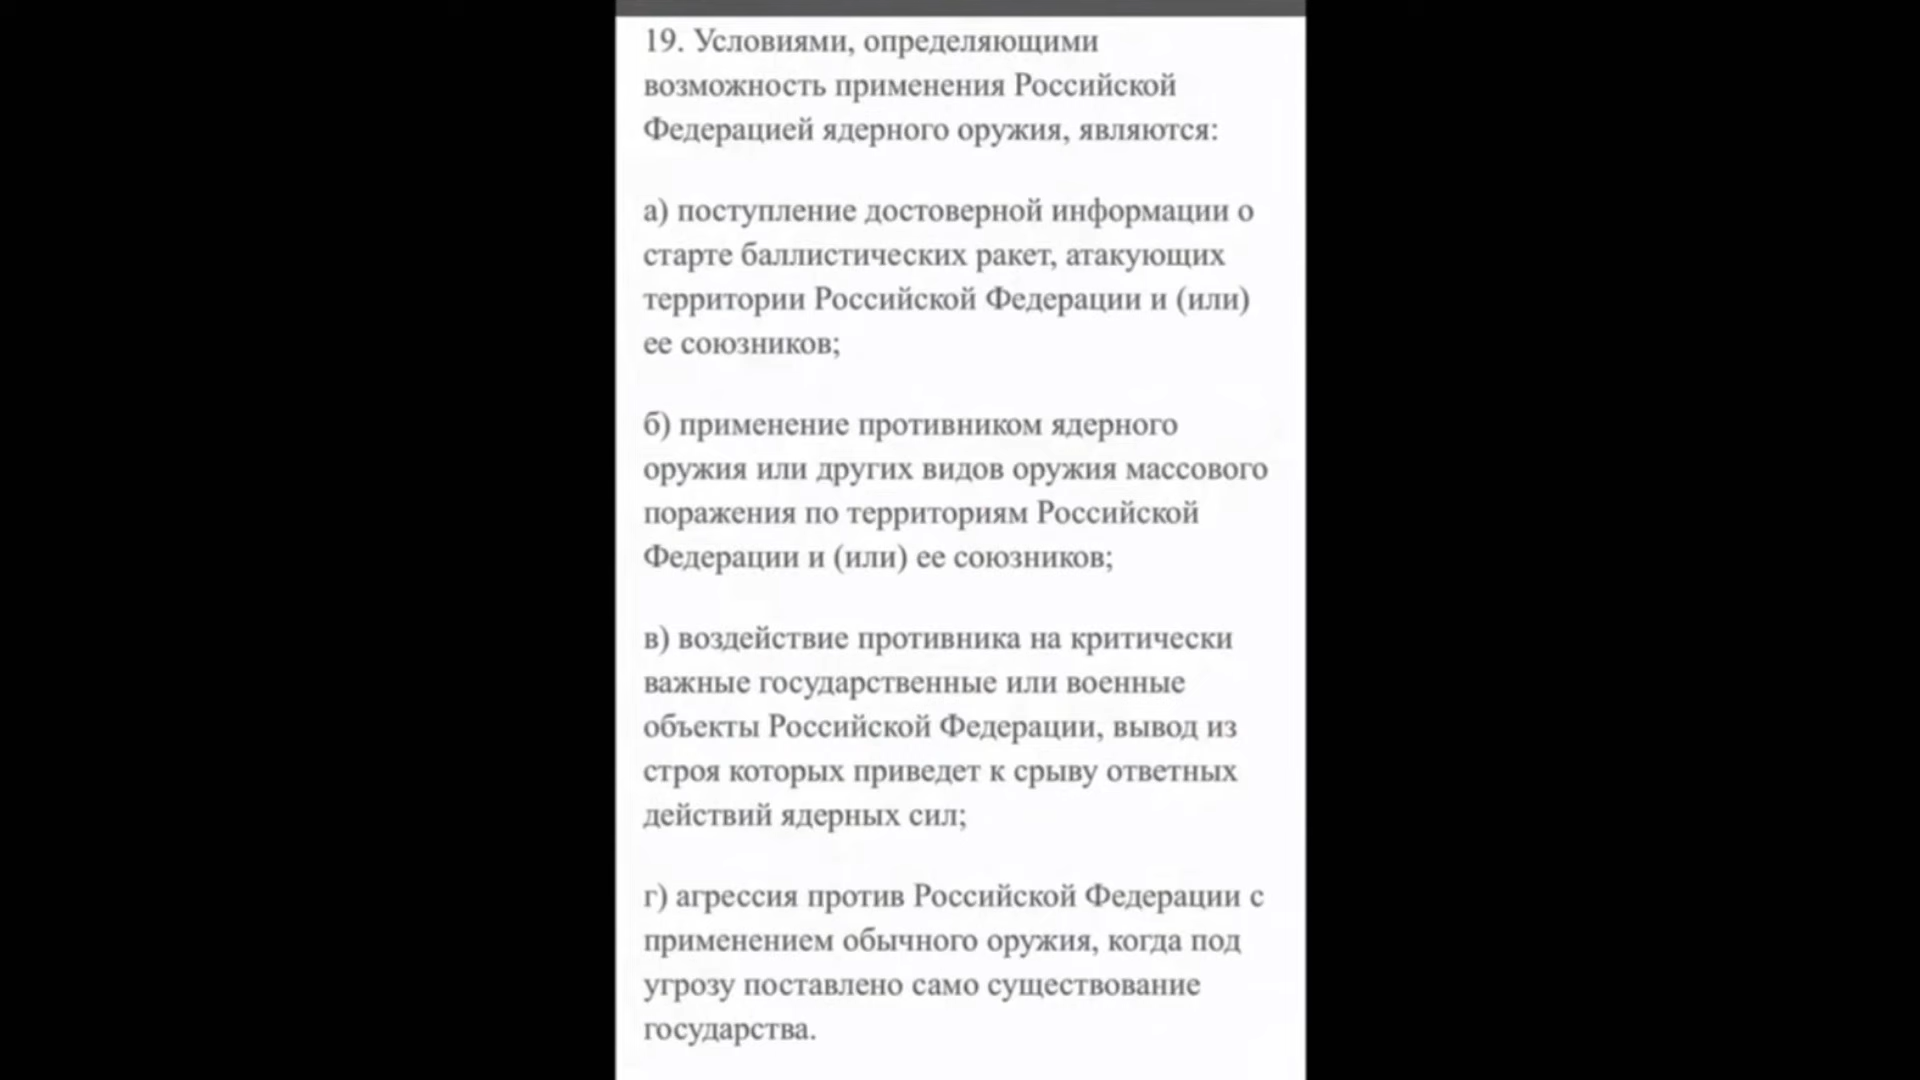 19. Условиями, определяющими
возможность применения Российской
Федерацией ядерного оружия, являются:
а) поступление достоверной информации о
старте баллистических ракет, атакующих
территории Российской Федерации и (или)
ее союзников;
б) применение противником ядерного
оружия или других видов оружия массового
поражения по территориям Российской
Федерации и (или) ее союзников;
в) воздействие противника на критически
важные государственные или военные
объекты Российской Федерации, вывод из
строя которых приведет к срыву ответных
действий ядерных сил;
г) агрессия против Российской Федерации с
применением обычного оружия, когда под
угрозу поставлено само существование
государства.